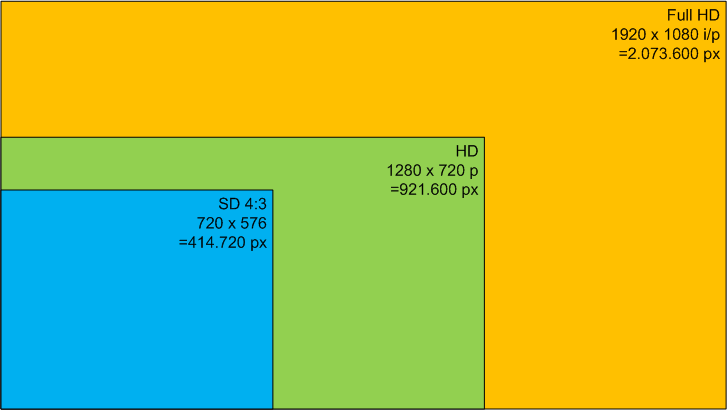 Full HD
1920 x 1080 i/p
=2.073.600 px
HD
1280 x 720 p
=921.600 px
SD 4:3
720 x 576
=414.720 px